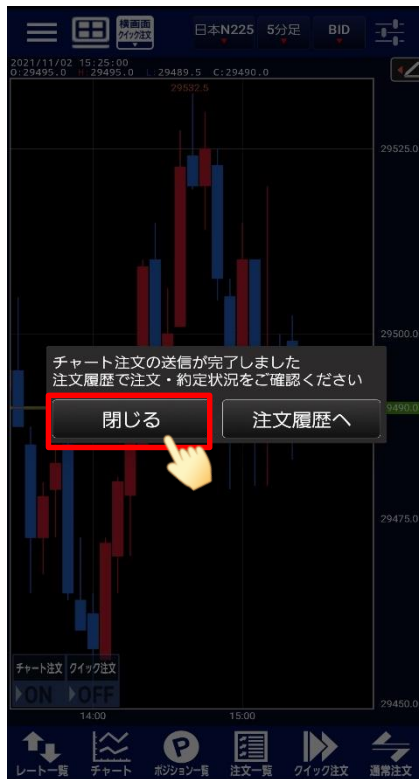 横画面
クイック注文
日本N225 5分足 BID
2021/11/02 15:25:00
O:29495.0 H:29495.0 L:29489.5 C:29490.0
29532.5
29525.0
29500.0
チャート注文の送信が完了しました
注文履歴で注文・約定状況をご確認ください
閉じる 注文履歴へ
29490.0
29475.0
チャート注文 クイック注文
ON OFF
29450.0
14:00 15:00
レート一覧 チャート ポジション一覧 注文一覧 クイック注文 通常注文